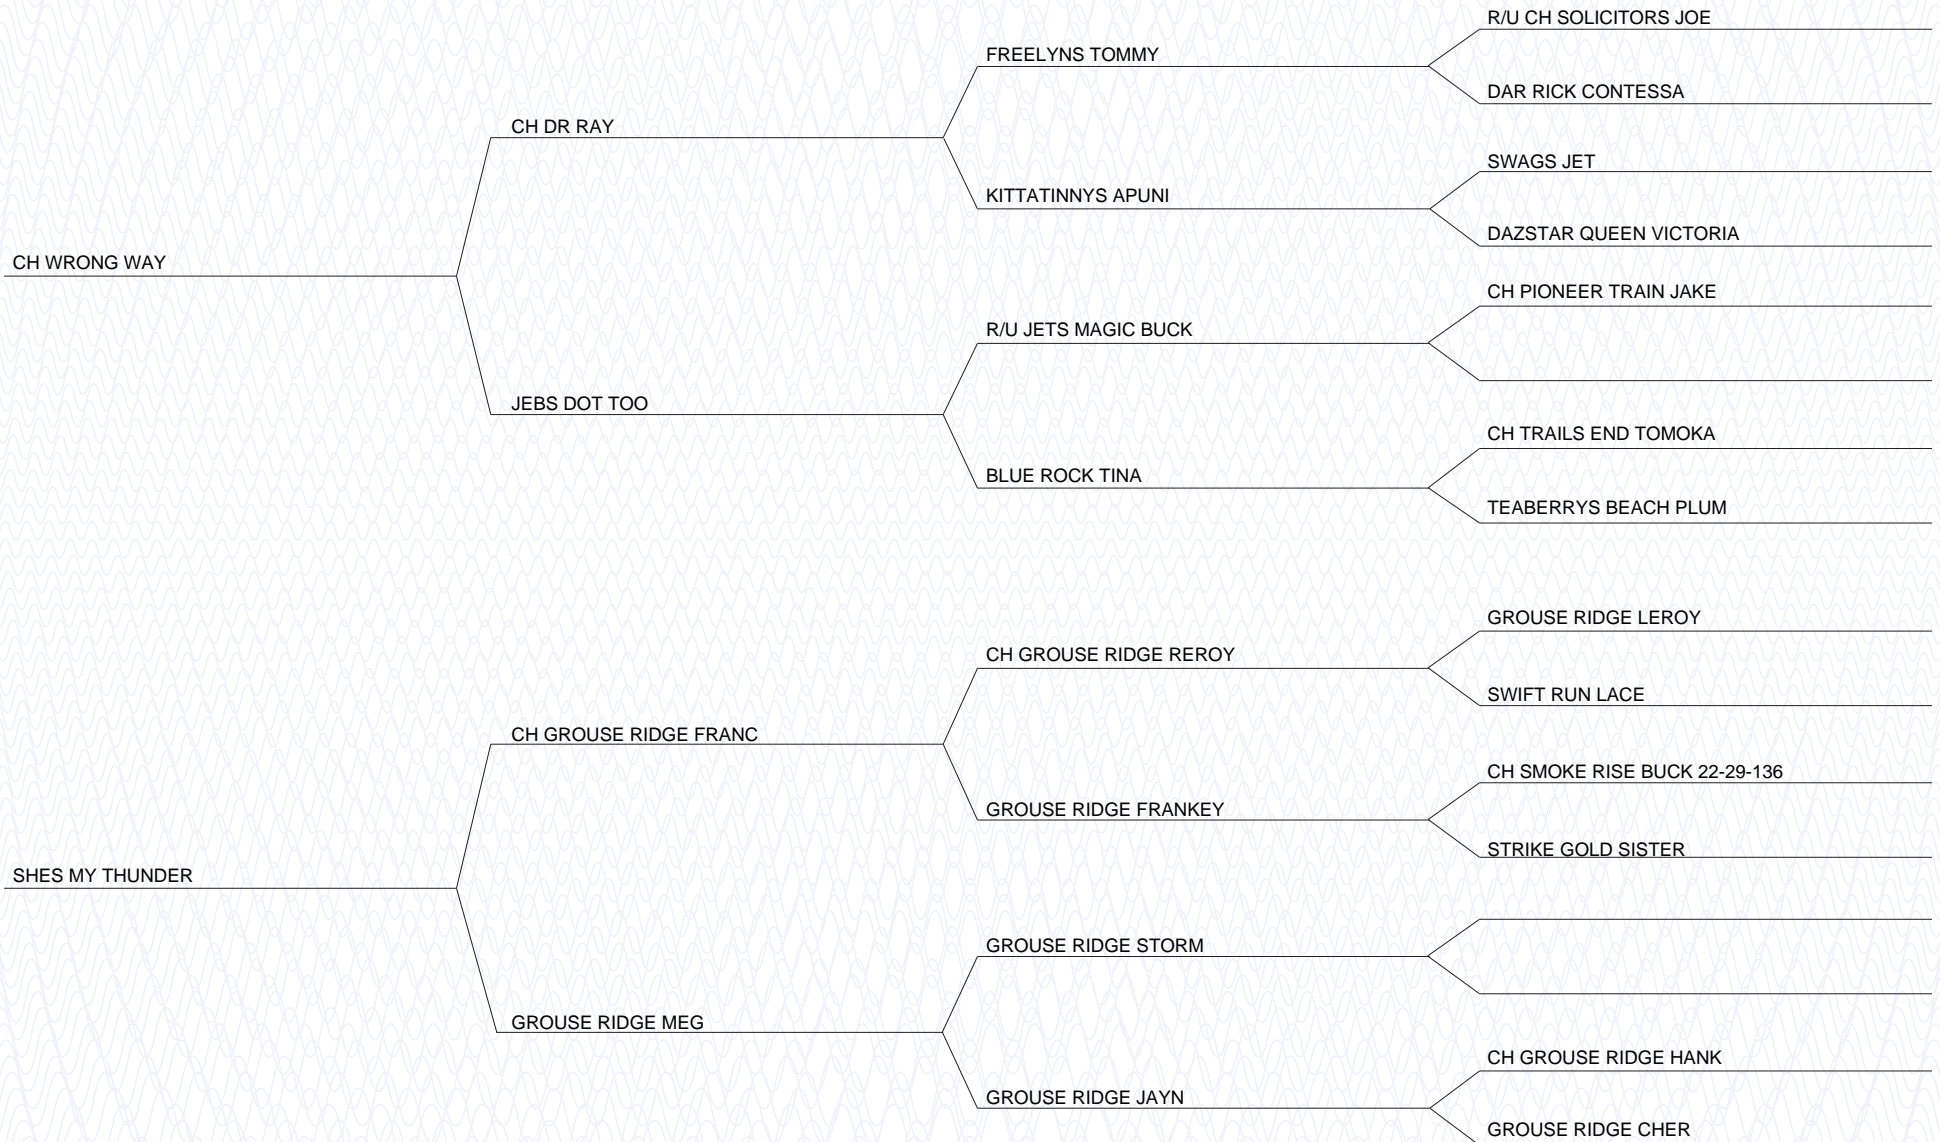 R/U CH SOLICITORS JOE
FREELYNS TOMMY
DAR RICK CONTESSA
CH DR RAY
SWAGS JET
KITTATINNYS APUNI
DAZSTAR QUEEN VICTORIA
CH WRONG WAY
CH PIONEER TRAIN JAKE
R/U JETS MAGIC BUCK
JEBS DOT TOO
CH TRAILS END TOMOKA
BLUE ROCK TINA
TEABERRYS BEACH PLUM
GROUSE RIDGE LEROY
CH GROUSE RIDGE REROY
SWIFT RUN LACE
CH GROUSE RIDGE FRANC
CH SMOKE RISE BUCK 22-29-136
GROUSE RIDGE FRANKEY
STRIKE GOLD SISTER
SHES MY THUNDER
GROUSE RIDGE STORM
GROUSE RIDGE MEG
CH GROUSE RIDGE HANK
GROUSE RIDGE JAYN
GROUSE RIDGE CHER